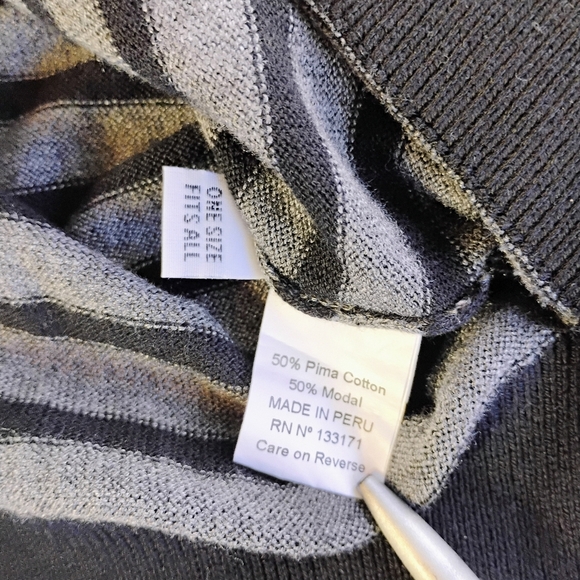 ONE SIZE
FITS ALL
50% Pima Cotton
50% Modal
MADE IN PERU
RN Nº 133171
Care on Reverse